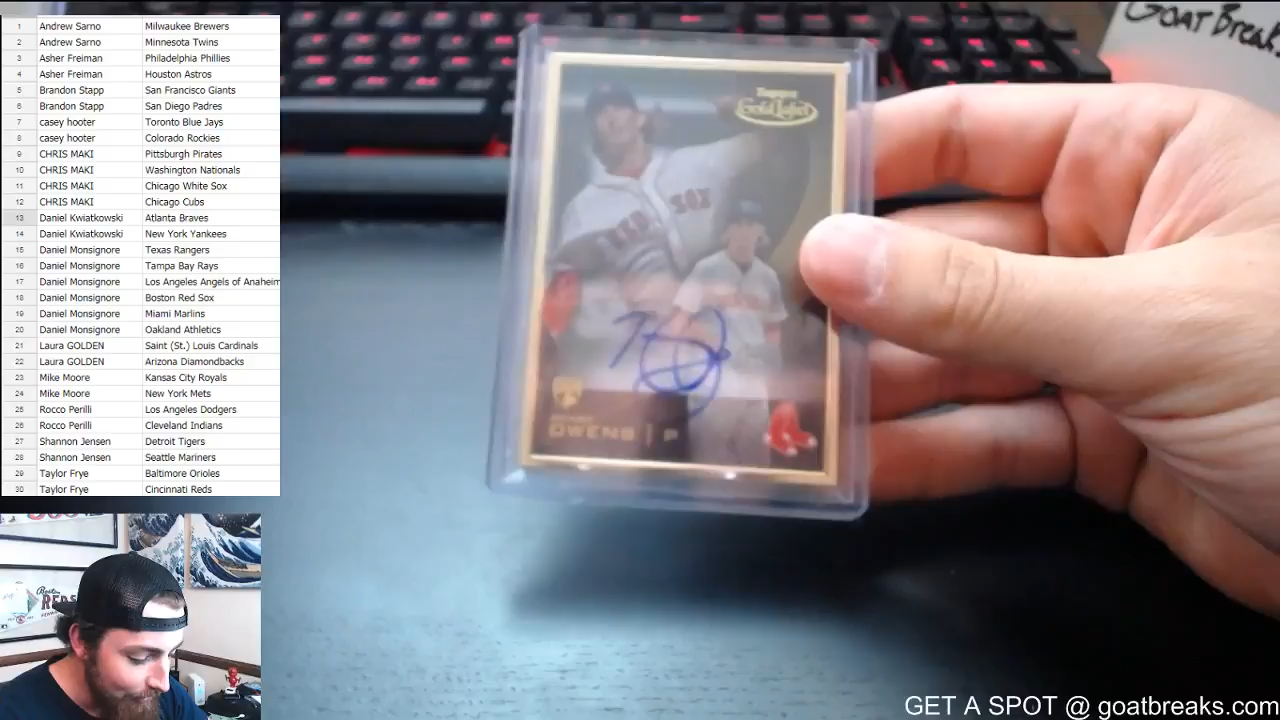 1 Andrew Sarno Milwaukee Brewers
2 Andrew Sarno Minnesota Twins
3 Asher Freiman Philadelphia Phillies
4 Asher Freiman Houston Astros
5 Brandon Stapp San Francisco Giants
6 Brandon Stapp San Diego Padres
7 casey hooter Toronto Blue Jays
8 casey hooter Colorado Rockies
9 CHRIS MAKI Pittsburgh Pirates
10 CHRIS MAKI Washington Nationals
11 CHRIS MAKI Chicago White Sox
12 CHRIS MAKI Chicago Cubs
13 Daniel Kwiatkowski Atlanta Braves
14 Daniel Kwiatkowski New York Yankees
15 Daniel Monsignore Texas Rangers
16 Daniel Monsignore Tampa Bay Rays
17 Daniel Monsignore Los Angeles Angels of Anaheim
18 Daniel Monsignore Boston Red Sox
19 Daniel Monsignore Miami Marlins
20 Daniel Monsignore Oakland Athletics
21 Laura GOLDEN Saint (St.) Louis Cardinals
22 Laura GOLDEN Arizona Diamondbacks
23 Mike Moore Kansas City Royals
24 Mike Moore New York Mets
25 Rocco Perilli Los Angeles Dodgers
26 Rocco Perilli Cleveland Indians
27 Shannon Jensen Detroit Tigers
28 Shannon Jensen Seattle Mariners
29 Taylor Frye Baltimore Orioles
30 Taylor Frye Cincinnati Reds
GOAT Break
Topps
Gold Label
RED SOX
OWENS | P
Boston
REDS
GET A SPOT @ goatbreaks.com